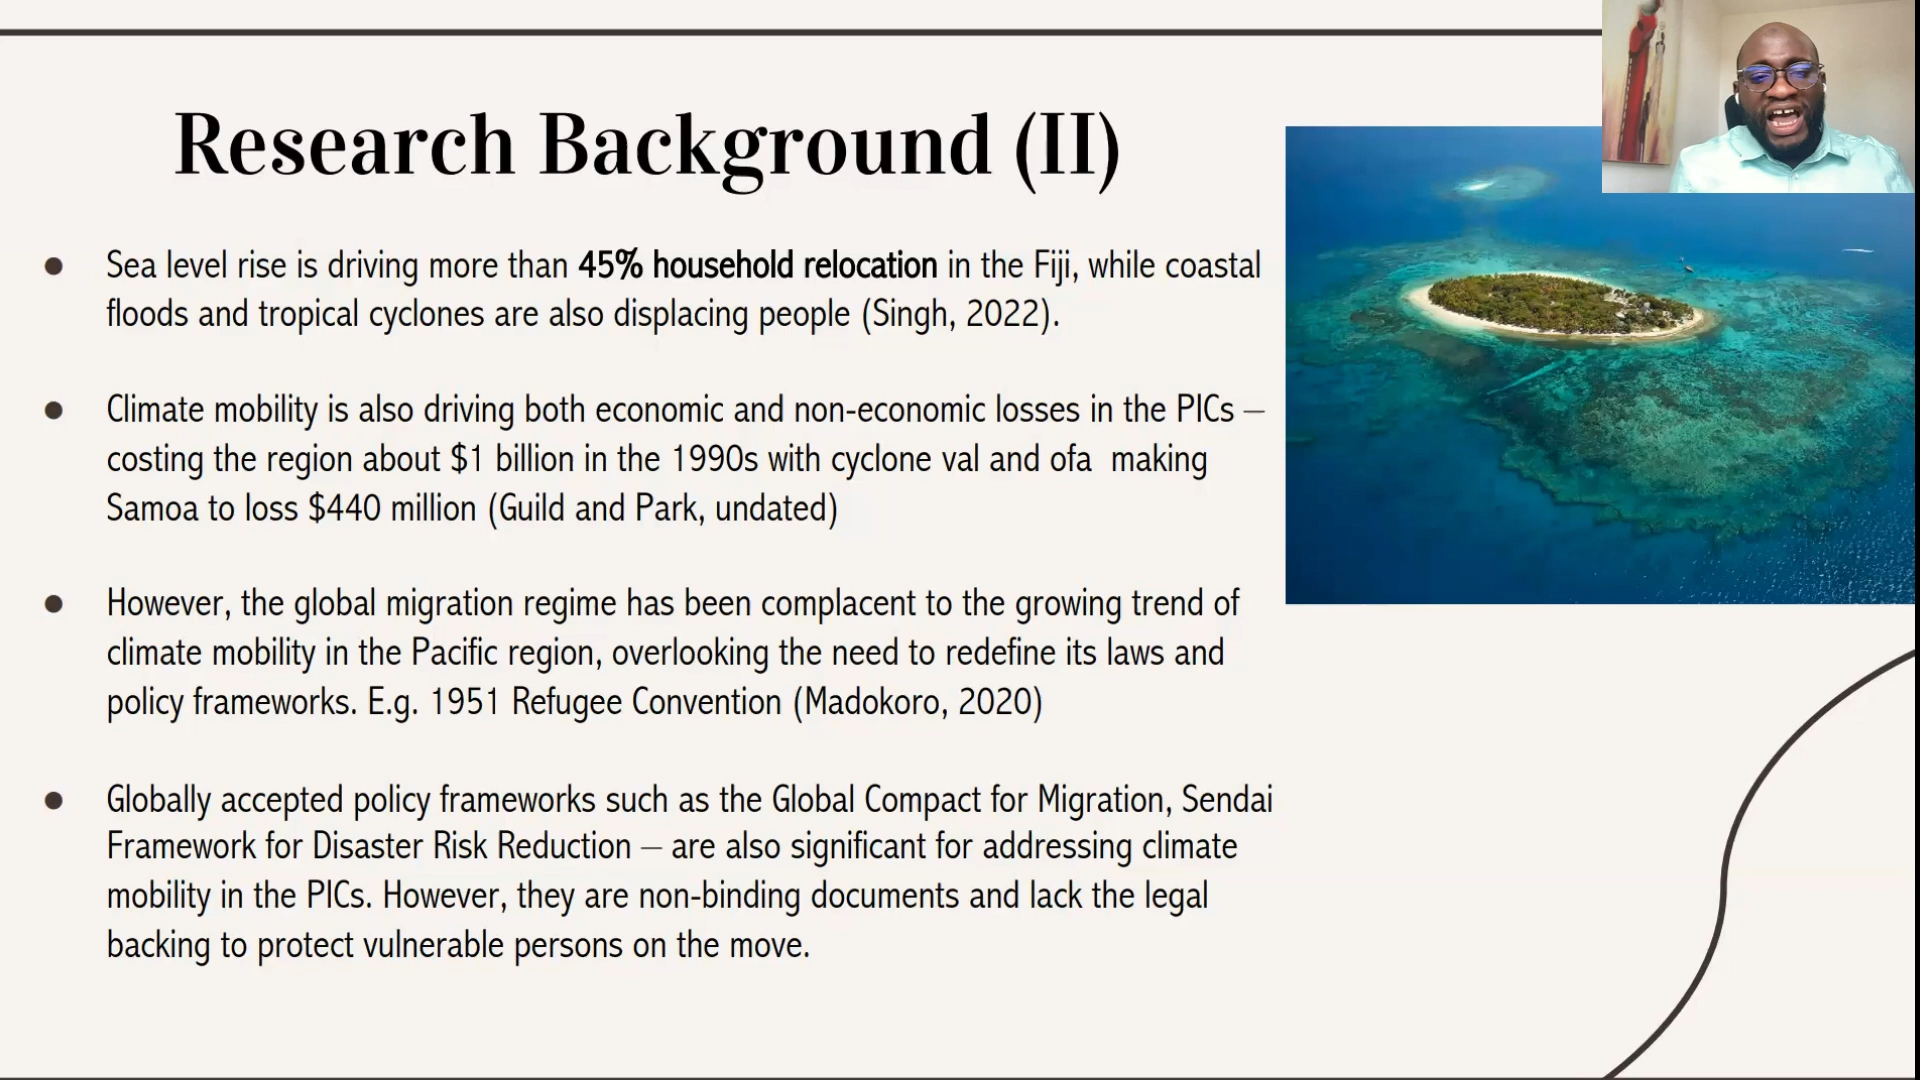 Research Background (II)
● Sea level rise is driving more than 45% household relocation in the Fiji, while coastal
floods and tropical cyclones are also displacing people (Singh, 2022).
● Climate mobility is also driving both economic and non-economic losses in the PICs –
costing the region about $1 billion in the 1990s with cyclone val and ofa  making
Samoa to loss $440 million (Guild and Park, undated)
● However, the global migration regime has been complacent to the growing trend of
climate mobility in the Pacific region, overlooking the need to redefine its laws and
policy frameworks. E.g. 1951 Refugee Convention (Madokoro, 2020)
● Globally accepted policy frameworks such as the Global Compact for Migration, Sendai
Framework for Disaster Risk Reduction – are also significant for addressing climate
mobility in the PICs. However, they are non-binding documents and lack the legal
backing to protect vulnerable persons on the move.